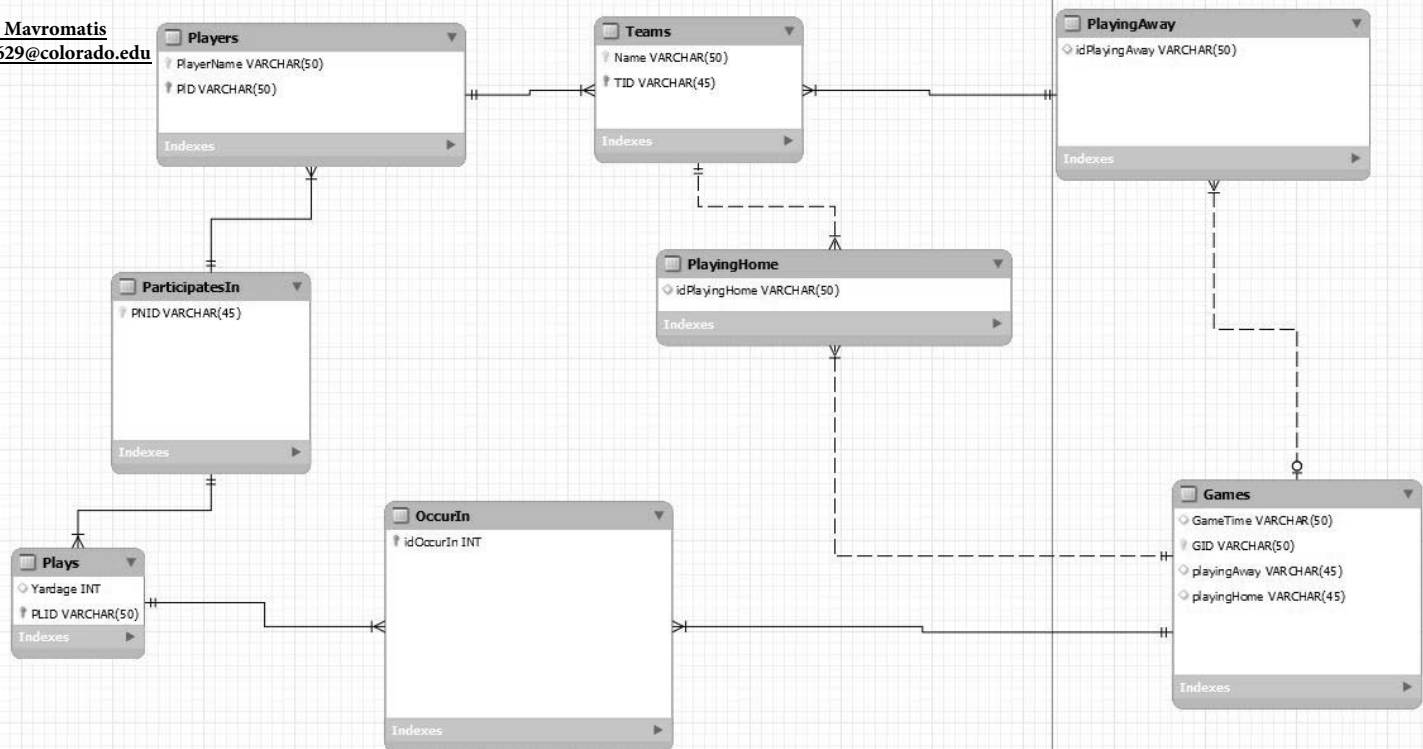 Mavromatis
629@colorado.edu
Players
PlayerName VARCHAR(50)
PID VARCHAR(50)
Indexes
Teams
Name VARCHAR(50)
TID VARCHAR(45)
Indexes
PlayingAway
idPlayingAway VARCHAR(50)
Indexes
ParticipatesIn
PNID VARCHAR(45)
Indexes
PlayingHome
idPlayingHome VARCHAR(50)
Indexes
Plays
Yardage INT
PLID VARCHAR(50)
Indexes
OccurIn
idOccurIn INT
Indexes
Games
GameTime VARCHAR(50)
GID VARCHAR(50)
playingAway VARCHAR(45)
playingHome VARCHAR(45)
Indexes